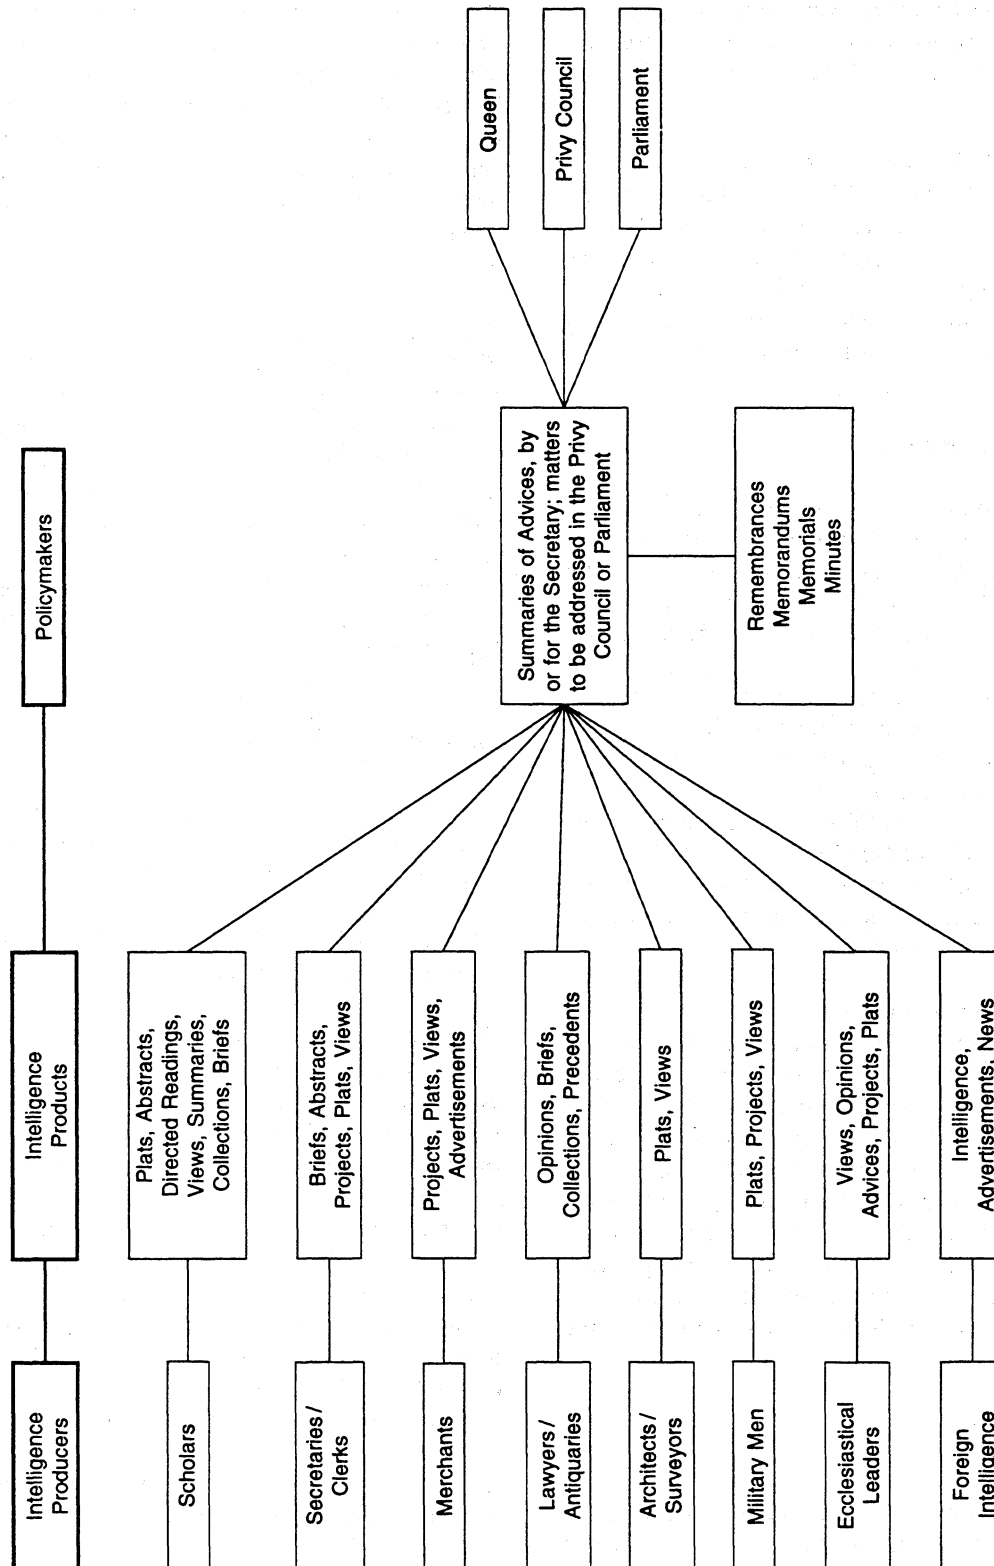 Intelligence
Producers
Intelligence
Products
Policymakers
Scholars
Plats, Abstracts,
Directed Readings,
Views, Summaries,
Collections, Briefs
Secretaries/
Clerks
Briefs, Abstracts,
Projects, Plats, Views
Merchants
Projects, Plats, Views,
Advertisements
Lawyers/
Antiquaries
Opinions, Briefs,
Collections, Precedents
Architects/
Surveyors
Plats, Views
Military Men
Plats, Projects, Views
Ecclesiastical
Leaders
Views, Opinions,
Advices, Projects, Plats
Foreign
Intelligence
Intelligence,
Advertisements, News
Summaries of Advices, by
or for the Secretary; matters
to be addressed in the Privy
Council or Parliament
Remembrances
Memorandums
Memorials
Minutes
Queen
Privy Council
Parliament